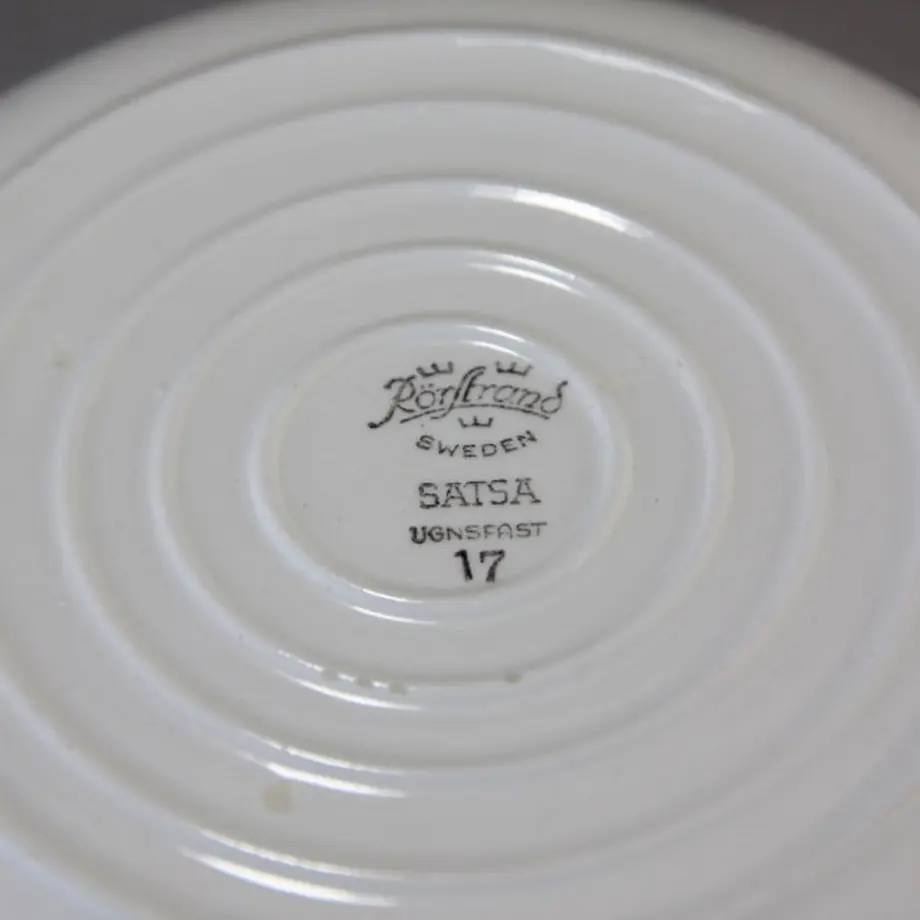 Rörstrand
SWEDEN
SATSA
UGNSFAST
17